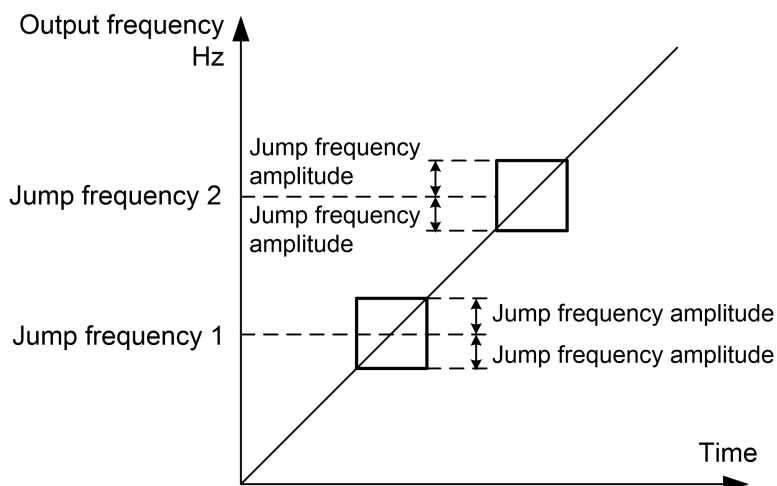 Output frequency
Hz
Jump frequency
amplitude
Jump frequency 2
Jump frequency
amplitude
Jump frequency amplitude
Jump frequency 1
Jump frequency amplitude
Time